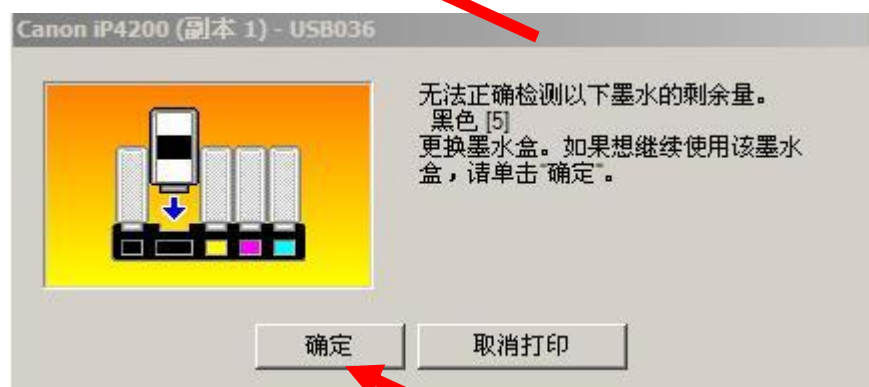 Canon iP4200 (副本 1) - USB036
无法正确检测以下墨水的剩余量。
黑色 [5]
更换墨水盒。如果想继续使用该墨水
盒，请单击"确定"。
确定
取消打印